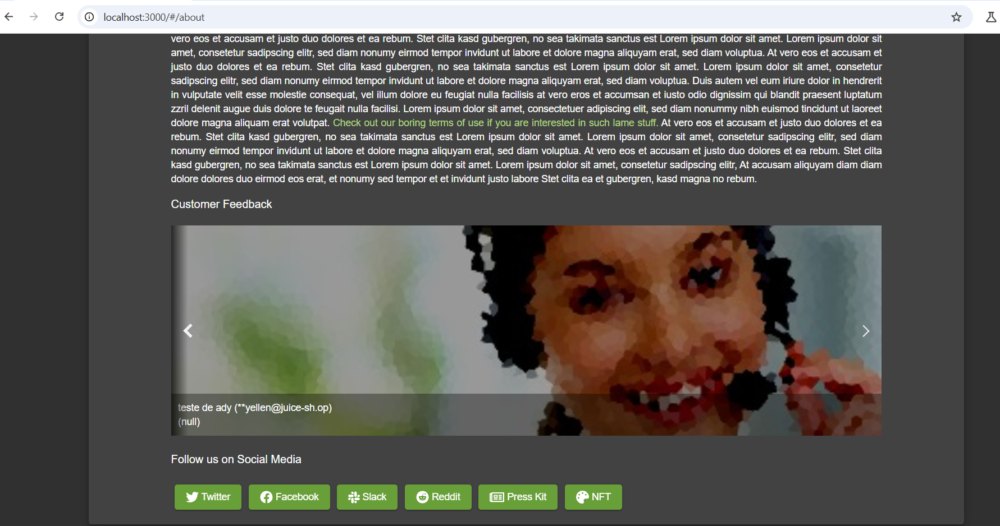 localhost:3000/#/about
vero eos et accusam et justo duo dolores et ea rebum. Stet clita kasd gubergren, no sea takimata sanctus est Lorem ipsum dolor sit amet. Lorem ipsum dolor sit
amet, consetetur sadipscing elitr, sed diam nonumy eirmod tempor invidunt ut labore et dolore magna aliquyam erat, sed diam voluptua. At vero eos et accusam et
justo duo dolores et ea rebum. Stet clita kasd gubergren, no sea takimata sanctus est Lorem ipsum dolor sit amet. Lorem ipsum dolor sit amet, consetetur
sadipscing elitr, sed diam nonumy eirmod tempor invidunt ut labore et dolore magna aliquyam erat, sed diam voluptua. Duis autem vel eum iriure dolor in hendrerit
in vulputate velit esse molestie consequat, vel illum dolore eu feugiat nulla facilisis at vero eros et accumsan et iusto odio dignissim qui blandit praesent luptatum
zzril delenit augue duis dolore te feugait nulla facilisi. Lorem ipsum dolor sit amet, consectetuer adipiscing elit, sed diam nonummy nibh euismod tincidunt ut laoreet
dolore magna aliquam erat volutpat. Check out our boring terms of use if you are interested in such lame stuff. At vero eos et accusam et justo duo dolores et ea
rebum. Stet clita kasd gubergren, no sea takimata sanctus est Lorem ipsum dolor sit amet. Lorem ipsum dolor sit amet, consetetur sadipscing elitr, sed diam
nonumy eirmod tempor invidunt ut labore et dolore magna aliquyam erat, sed diam voluptua. At vero eos et accusam et justo duo dolores et ea rebum. Stet clita
kasd gubergren, no sea takimata sanctus est Lorem ipsum dolor sit amet. Lorem ipsum dolor sit amet, consetetur sadipscing elitr, At accusam aliquyam diam diam
dolore dolores duo eirmod eos erat, et nonumy sed tempor et et invidunt justo labore Stet clita ea et gubergren, kasd magna no rebum.
Customer Feedback
teste de ady (**yellen@juice-sh.op)
(null)
Follow us on Social Media
Twitter Facebook Slack Reddit Press Kit NFT